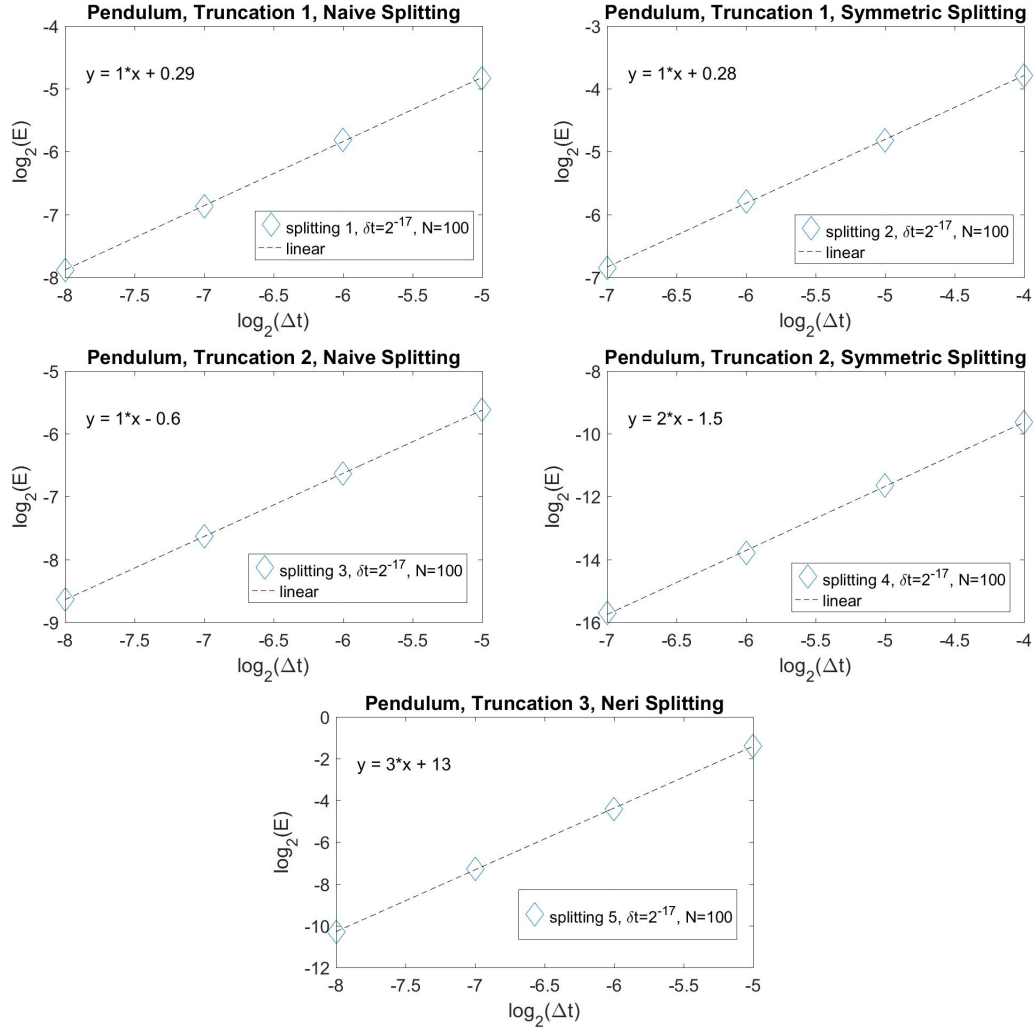 Pendulum, Truncation 1, Naive Splitting
y = 1*x + 0.29
log2(E)
-4
-5
-6
-7
-8
splitting 1, δt=2^-17, N=100
linear
-8 -7.5 -7 -6.5 -6 -5.5 -5
log2(Δt)
Pendulum, Truncation 1, Symmetric Splitting
y = 1*x + 0.28
log2(E)
-3
-4
-5
-6
-7
splitting 2, δt=2^-17, N=100
linear
-7 -6.5 -6 -5.5 -5 -4.5 -4
log2(Δt)
Pendulum, Truncation 2, Naive Splitting
y = 1*x - 0.6
log2(E)
-5
-6
-7
-8
-9
splitting 3, δt=2^-17, N=100
linear
-8 -7.5 -7 -6.5 -6 -5.5 -5
log2(Δt)
Pendulum, Truncation 2, Symmetric Splitting
y = 2*x - 1.5
log2(E)
-8
-10
-12
-14
-16
splitting 4, δt=2^-17, N=100
linear
-7 -6.5 -6 -5.5 -5 -4.5 -4
log2(Δt)
Pendulum, Truncation 3, Neri Splitting
y = 3*x + 13
log2(E)
0
-2
-4
-6
-8
-10
-12
splitting 5, δt=2^-17, N=100
-8 -7.5 -7 -6.5 -6 -5.5 -5
log2(Δt)